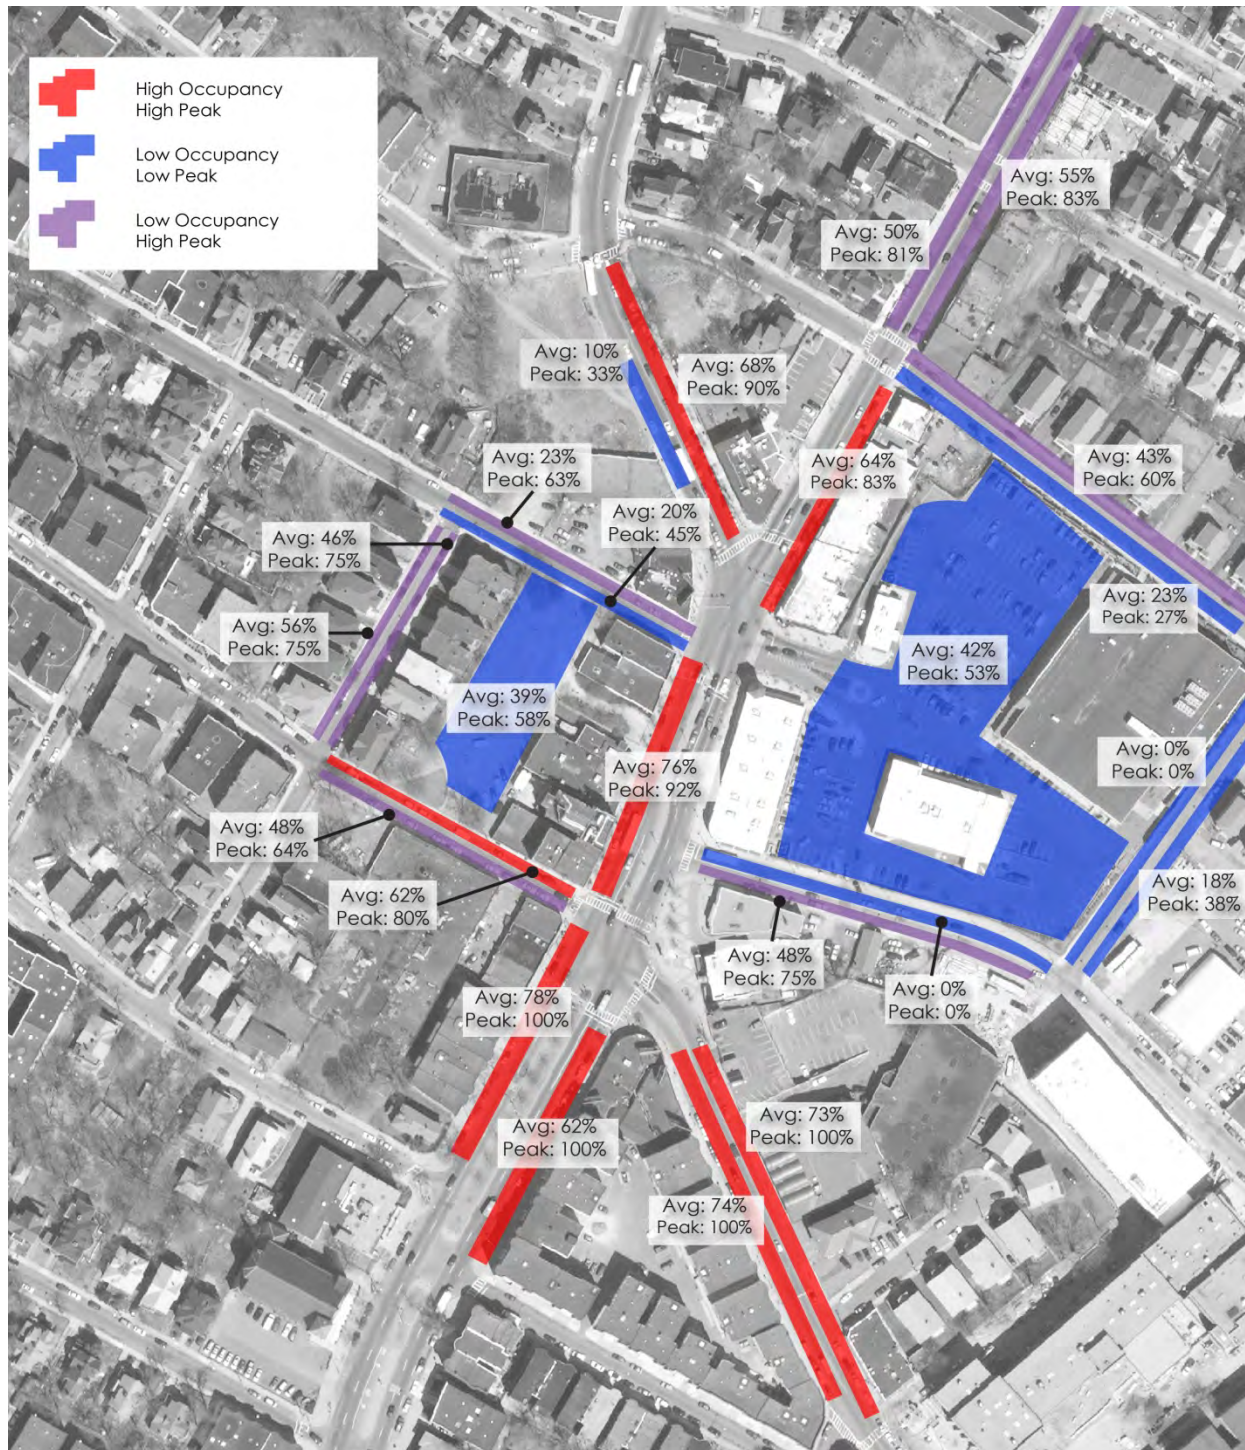 High Occupancy
High Peak
Low Occupancy
Low Peak
Low Occupancy
High Peak
Avg: 55%
Peak: 83%
Avg: 50%
Peak: 81%
Avg: 10%
Peak: 33%
Avg: 68%
Peak: 90%
Avg: 64%
Peak: 83%
Avg: 43%
Peak: 60%
Avg: 23%
Peak: 63%
Avg: 20%
Peak: 45%
Avg: 46%
Peak: 75%
Avg: 23%
Peak: 27%
Avg: 56%
Peak: 75%
Avg: 42%
Peak: 53%
Avg: 39%
Peak: 58%
Avg: 0%
Peak: 0%
Avg: 76%
Peak: 92%
Avg: 48%
Peak: 64%
Avg: 18%
Peak: 38%
Avg: 62%
Peak: 80%
Avg: 48%
Peak: 75%
Avg: 0%
Peak: 0%
Avg: 78%
Peak: 100%
Avg: 73%
Peak: 100%
Avg: 62%
Peak: 100%
Avg: 74%
Peak: 100%